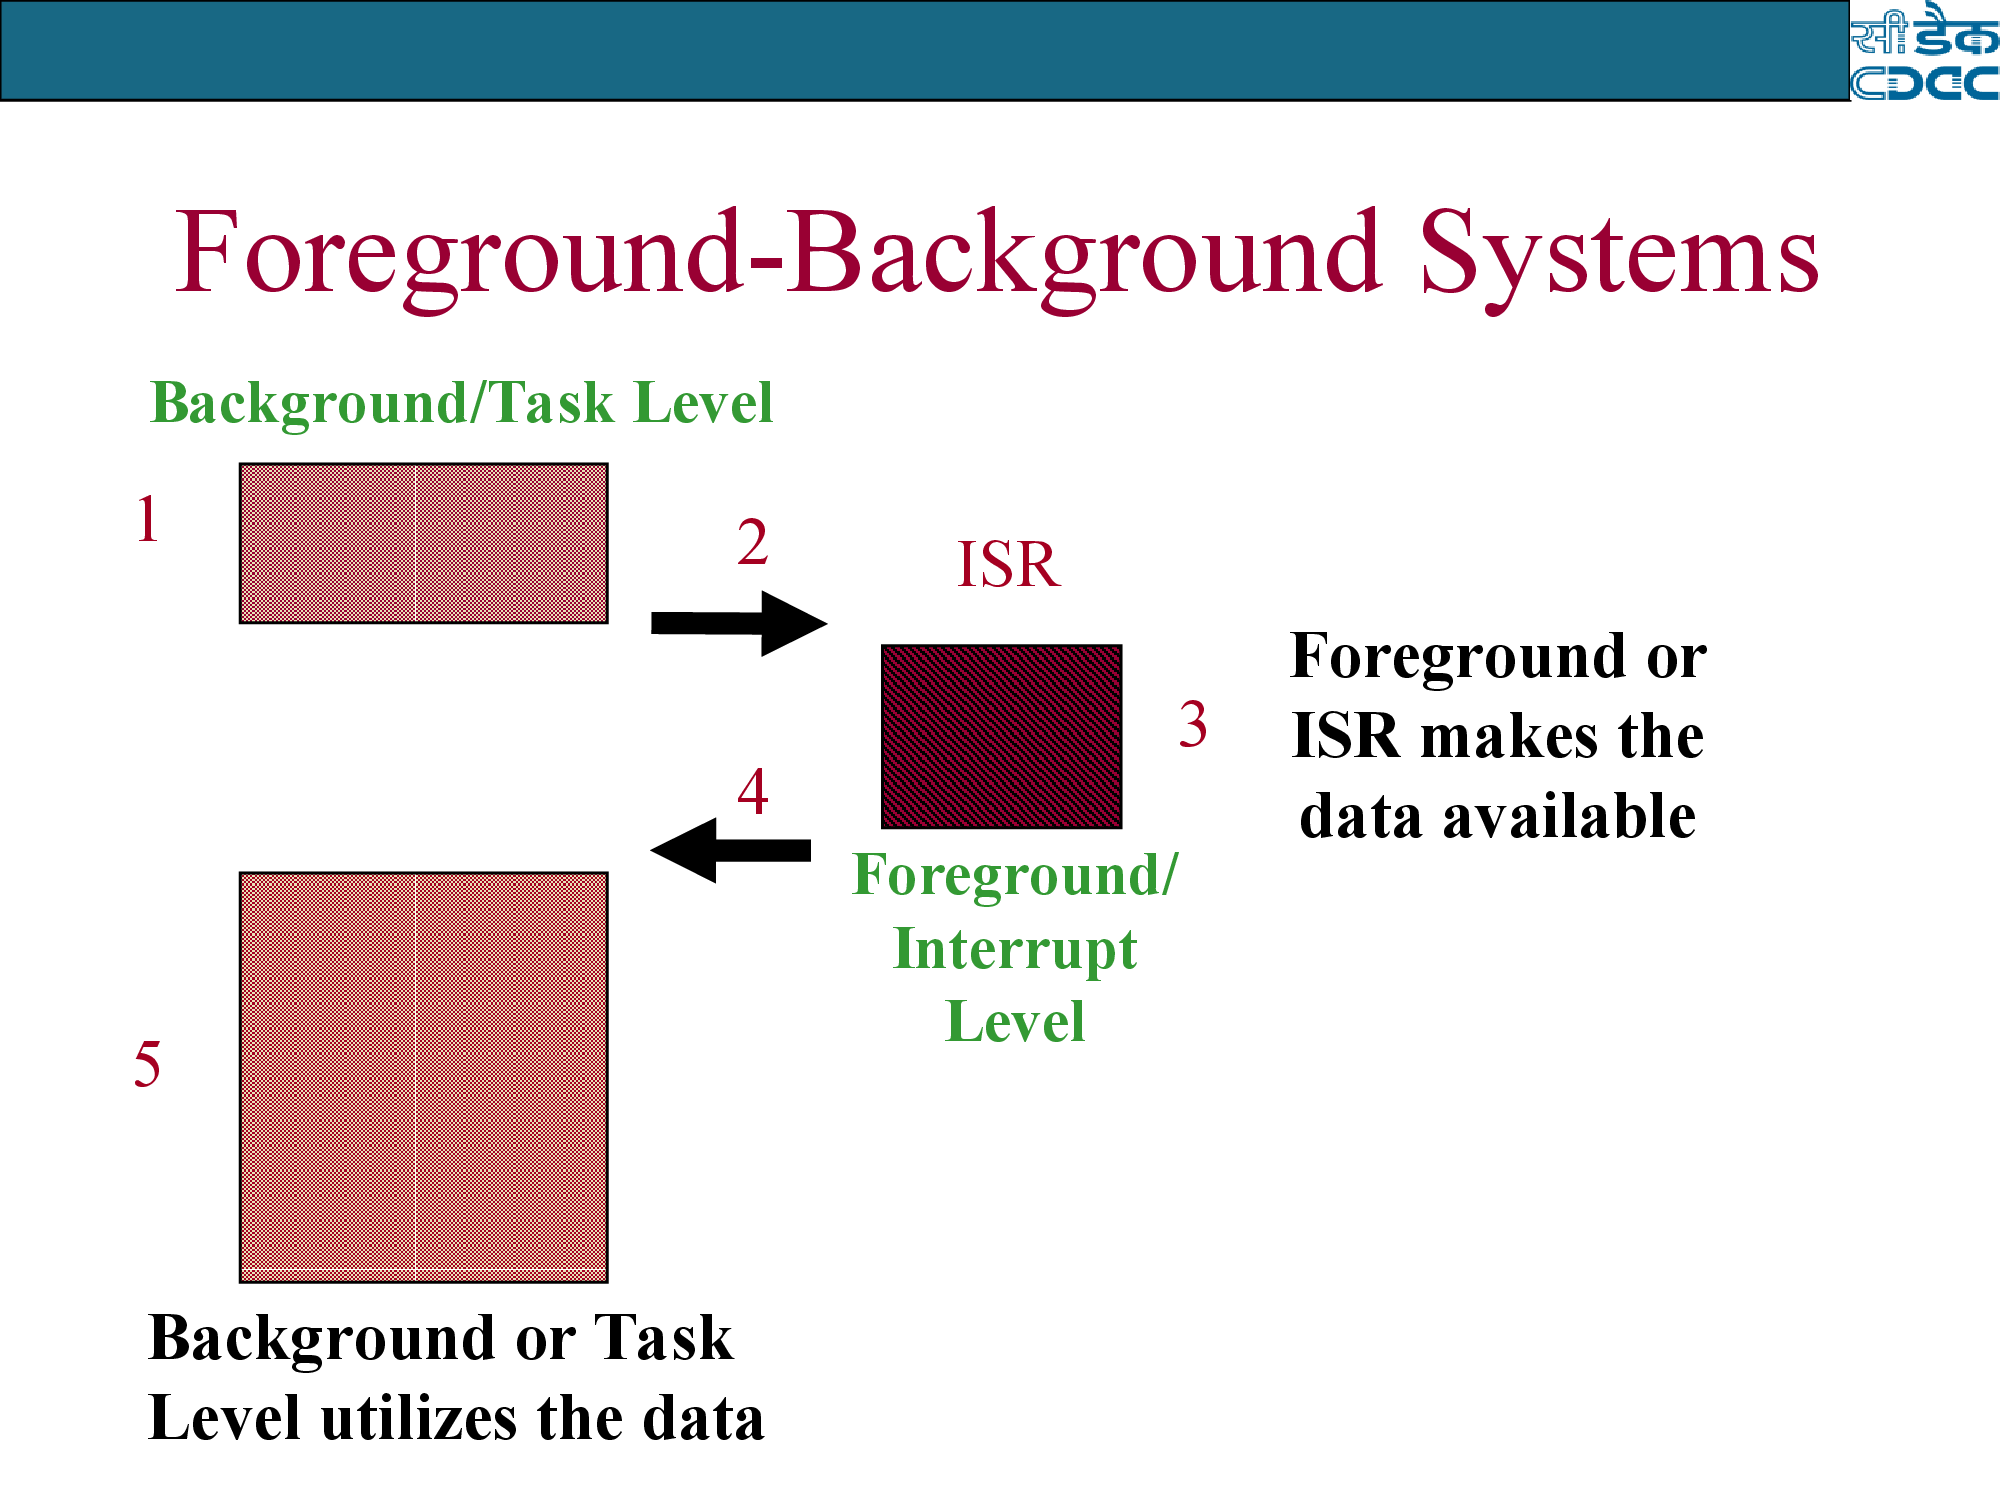 सी डैक
CDAC
Foreground-Background Systems
Background/Task Level
1
2
ISR
3
Foreground or
ISR makes the
data available
4
Foreground/
Interrupt
Level
5
Background or Task
Level utilizes the data